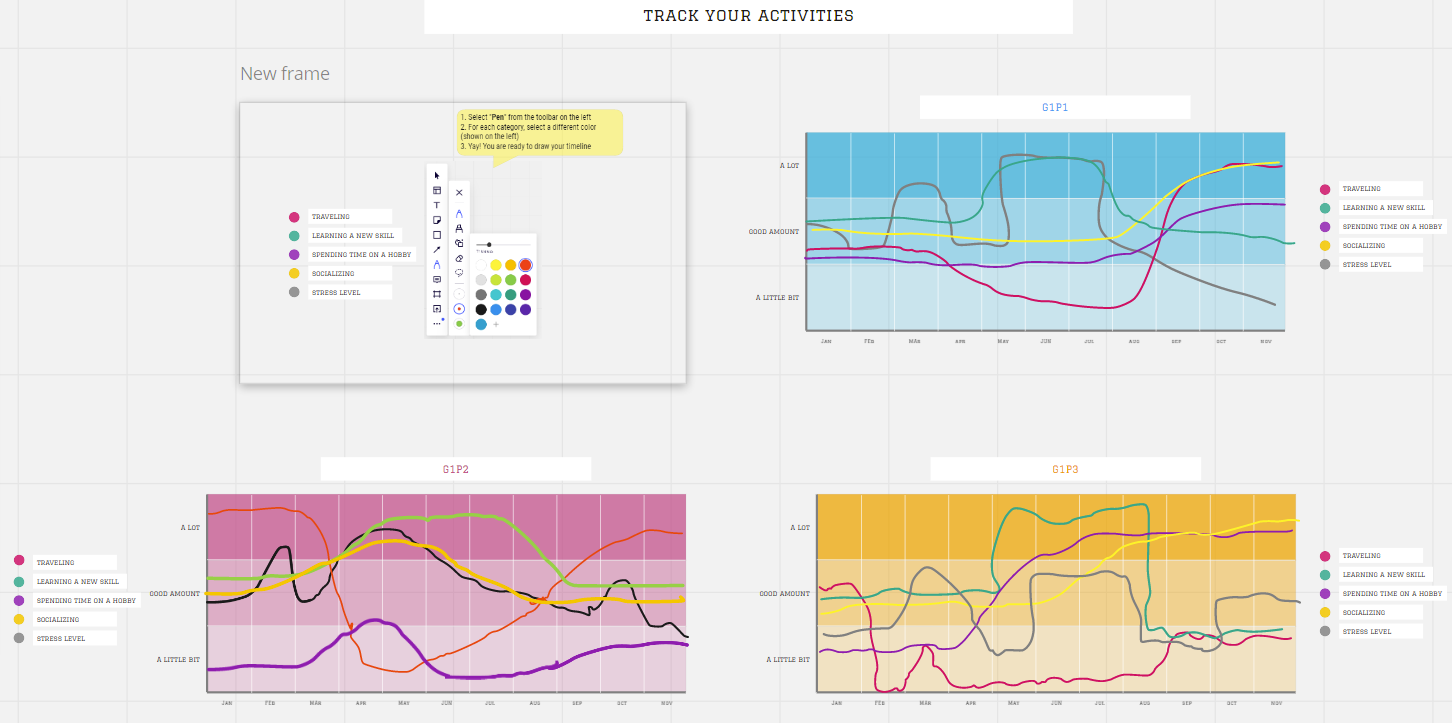 TRACK YOUR ACTIVITIES
New frame
1. Select "Pen" from the toolbar on the left
2. For each category, select a different color
(shown on the left)
3. Yay! You are ready to draw your timeline
TRAVELING
LEARNING A NEW SKILL
SPENDING TIME ON A HOBBY
SOCIALIZING
STRESS LEVEL
G1P1
A LOT
GOOD AMOUNT
A LITTLE BIT
JAN FEB MAR APR MAY JUN JUL AUG SEP OCT NOV
TRAVELING
LEARNING A NEW SKILL
SPENDING TIME ON A HOBBY
SOCIALIZING
STRESS LEVEL
G1P2
TRAVELING
LEARNING A NEW SKILL
SPENDING TIME ON A HOBBY
SOCIALIZING
STRESS LEVEL
A LOT
GOOD AMOUNT
A LITTLE BIT
JAN FEB MAR APR MAY JUN JUL AUG SEP OCT NOV
G1P3
A LOT
GOOD AMOUNT
A LITTLE BIT
JAN FEB MAR APR MAY JUN JUL AUG SEP OCT NOV
TRAVELING
LEARNING A NEW SKILL
SPENDING TIME ON A HOBBY
SOCIALIZING
STRESS LEVEL